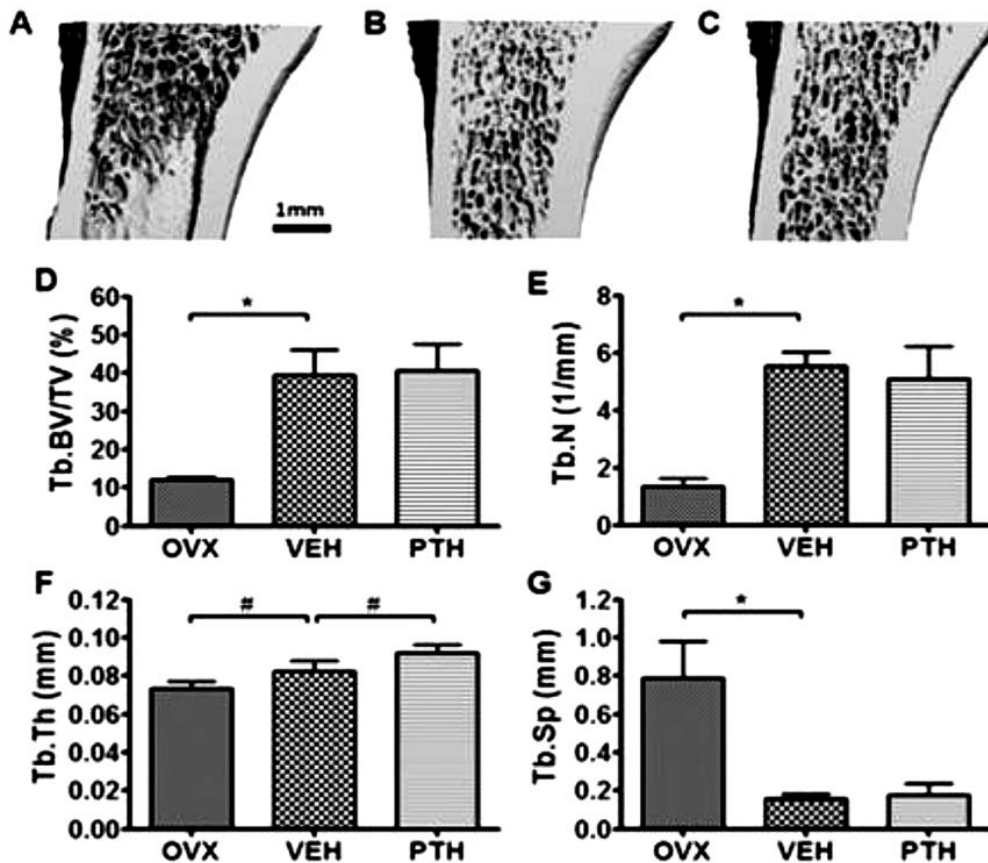 A
B
C
1mm
D
Tb.BV/TV (%)
60
50
40
30
20
10
0
*
OVX VEH PTH
E
Tb.N (1/mm)
8
6
4
2
0
*
OVX VEH PTH
F
Tb.Th (mm)
0.12
0.10
0.08
0.06
0.04
0.02
0.00
# #
OVX VEH PTH
G
Tb.Sp (mm)
1.2
1.0
0.8
0.6
0.4
0.2
0.0
*
OVX VEH PTH